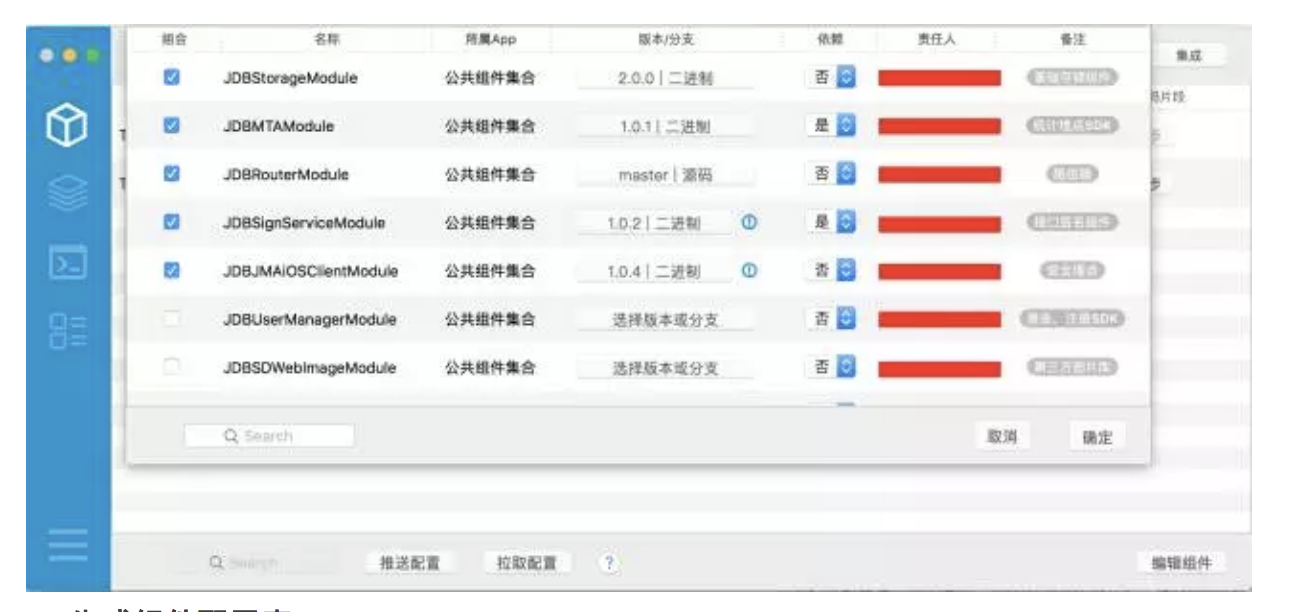 组合 名称 所属App 版本/分支 依赖 责任人 备注
集成
JDBStorageModule 公共组件集合 2.0.0 | 二进制 否
JDBMTAModule 公共组件集合 1.0.1 | 二进制 是
JDBRouterModule 公共组件集合 master | 源码 否
JDBSignServiceModule 公共组件集合 1.0.2 | 二进制 是
JDBJMAiOSClientModule 公共组件集合 1.0.4 | 二进制 否
JDBUserManagerModule 公共组件集合 选择版本或分支 否
JDBSDWebImageModule 公共组件集合 选择版本或分支 否
Search 取消 确定
Search 推送配置 拉取配置 ? 编辑组件